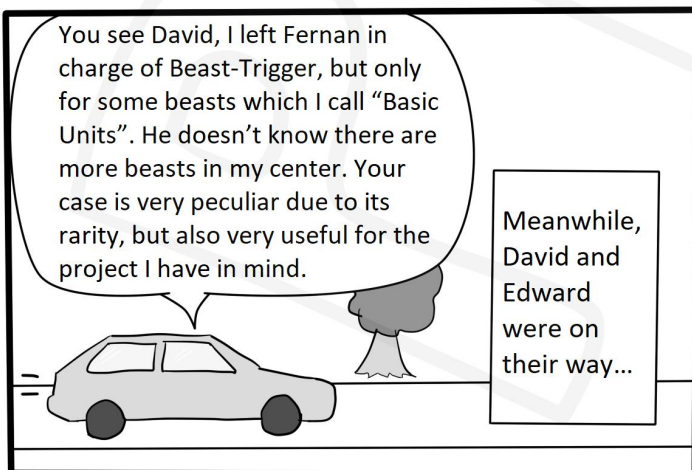 You see David, I left Fernan in
charge of Beast-Trigger, but only
for some beasts which I call “Basic
Units”. He doesn’t know there are
more beasts in my center. Your
case is very peculiar due to its
rarity, but also very useful for the
project I have in mind.
Meanwhile,
David and
Edward
were on
their way...